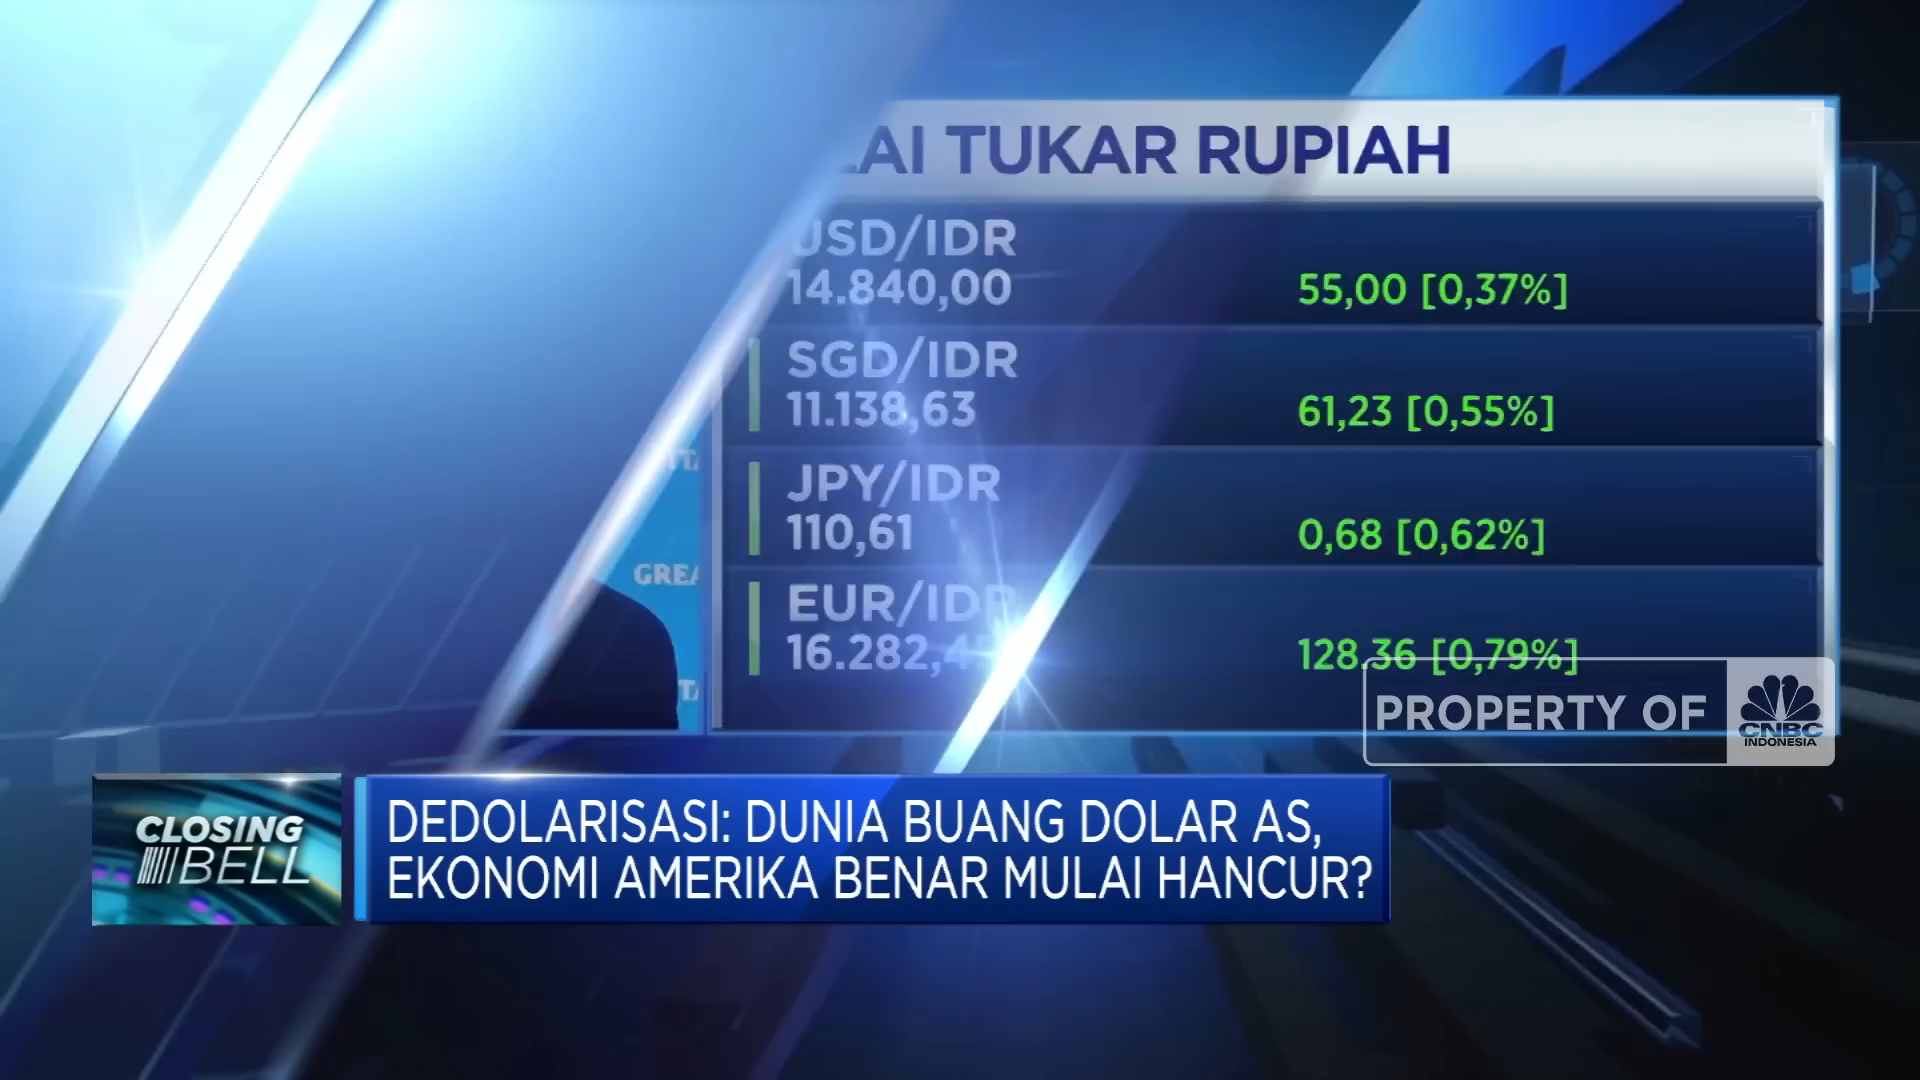 TUKAR RUPIAH
USD/IDR
14.840,00 55,00 [0,37%]
SGD/IDR
11.138,63 61,23 [0,55%]
JPY/IDR
110,61 0,68 [0,62%]
EUR/IDR
128,36 [0,79%]
PROPERTY OF CNBC INDONESIA
CLOSING BELL
DEDOLARISASI: DUNIA BUANG DOLAR AS,
EKONOMI AMERIKA BENAR MULAI HANCUR?